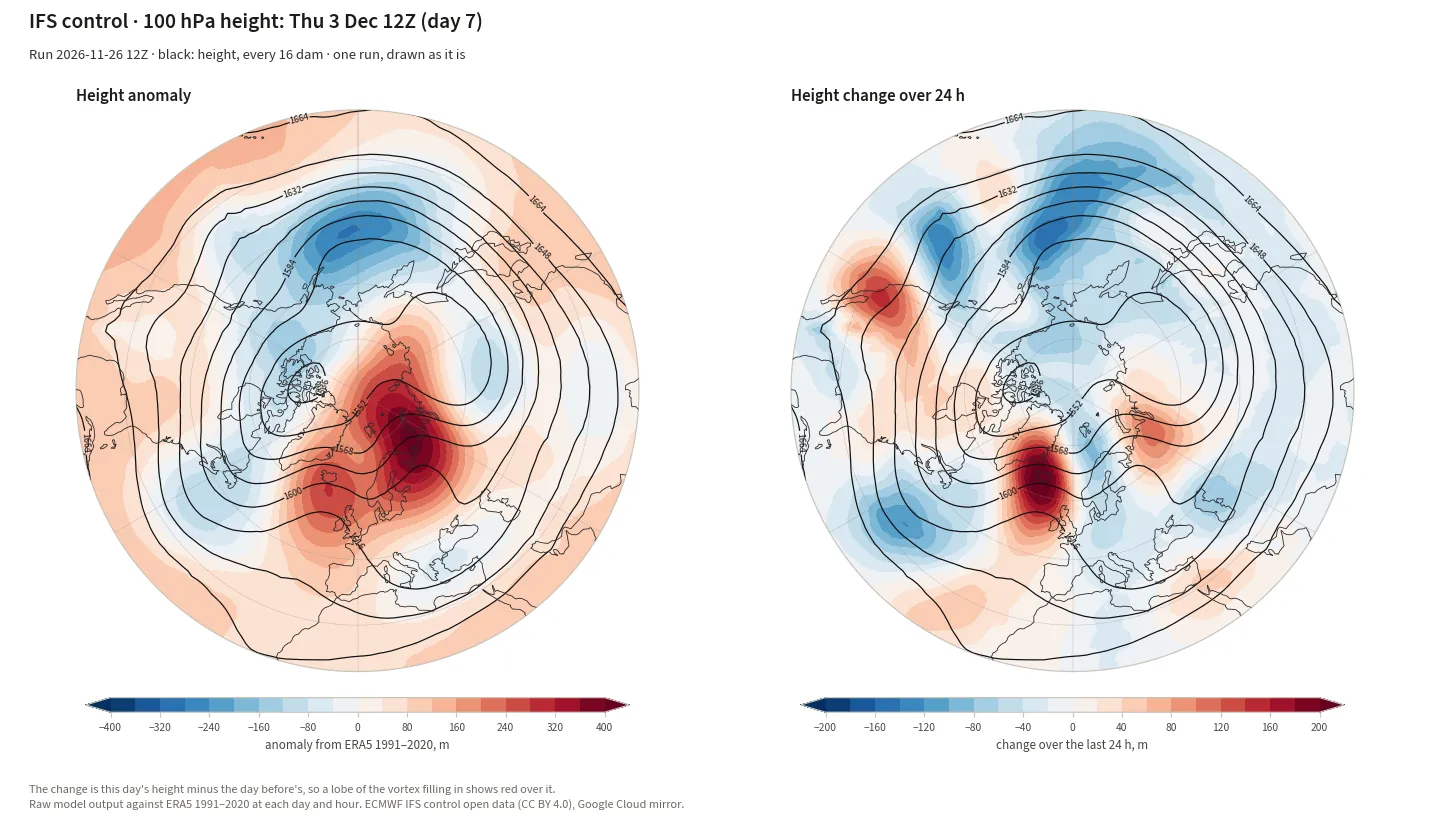 IFS control · 100 hPa height: Thu 3 Dec 12Z (day 7)
Run 2026-11-26 12Z · black: height, every 16 dam · one run, drawn as it is
Height anomaly
Height change over 24 h
1664
1632
1664
1648
1584
1552
1568
1600
1664
1632
1664
1648
1584
1552
1568
1600
−400 −320 −240 −160 −80 0 80 160 240 320 400
anomaly from ERA5 1991–2020, m
−200 −160 −120 −80 −40 0 40 80 120 160 200
change over the last 24 h, m
The change is this day's height minus the day before's, so a lobe of the vortex filling in shows red over it.
Raw model output against ERA5 1991–2020 at each day and hour. ECMWF IFS control open data (CC BY 4.0), Google Cloud mirror.